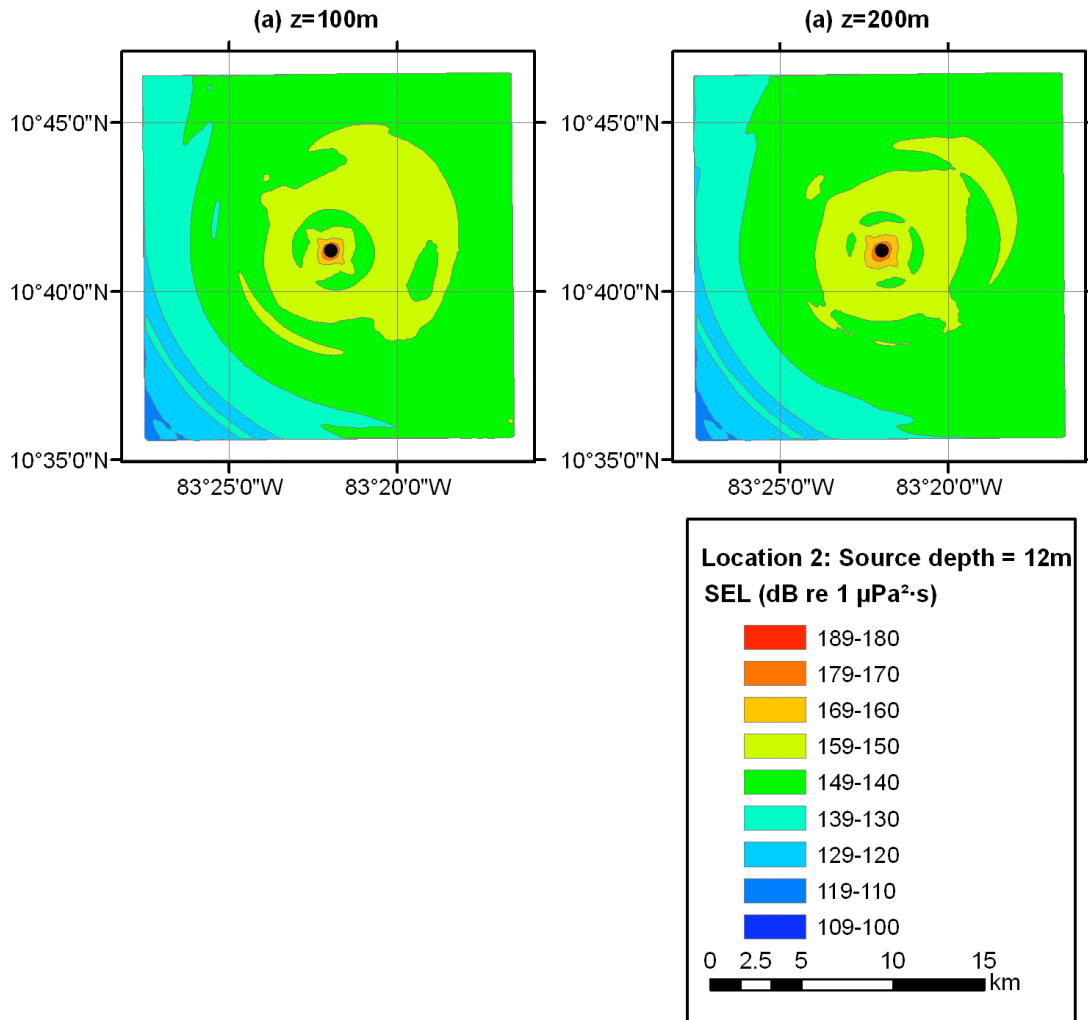 (a) z=100m
(a) z=200m
10°45'0"N
10°40'0"N
10°35'0"N
83°25'0"W 83°20'0"W
10°45'0"N
10°40'0"N
10°35'0"N
83°25'0"W 83°20'0"W
Location 2: Source depth = 12m
SEL (dB re 1 µPa²·s)
189-180
179-170
169-160
159-150
149-140
139-130
129-120
119-110
109-100
0 2.5 5 10 15
km